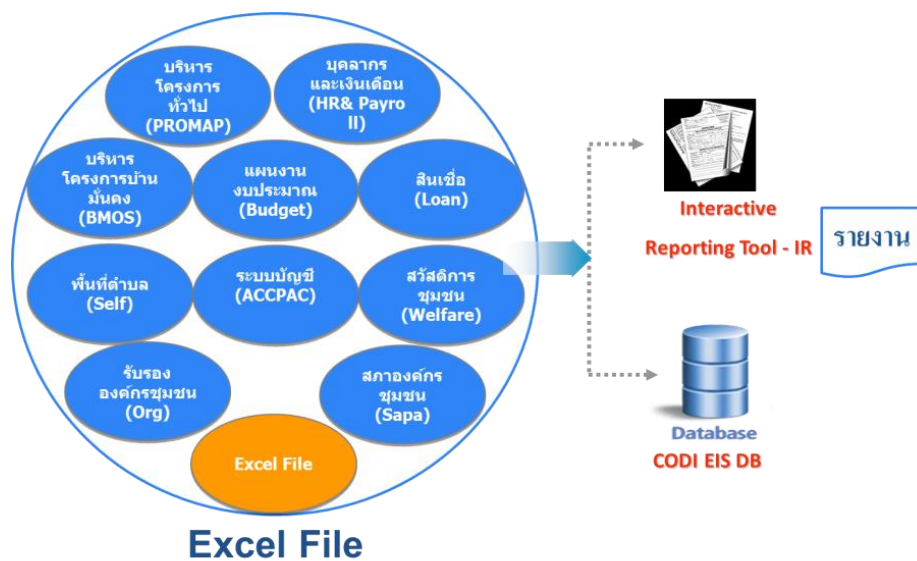 บริหาร
โครงการ
ทั่วไป
(PROMAP)
บุคลากร
และเงินเดือน
(HR& Payro
ll)
บริหาร
โครงการบ้าน
มั่นคง
(BMOS)
แผนงาน
งบประมาณ
(Budget)
สินเชื่อ
(Loan)
พื้นที่ตำบล
(Self)
ระบบบัญชี
(ACCPAC)
สวัสดิการ
ชุมชน
(Welfare)
รับรอง
องค์กรชุมชน
(Org)
สภาองค์กร
ชุมชน
(Sapa)
Excel File
Excel File
Interactive
Reporting Tool - IR
รายงาน
Database
CODI EIS DB